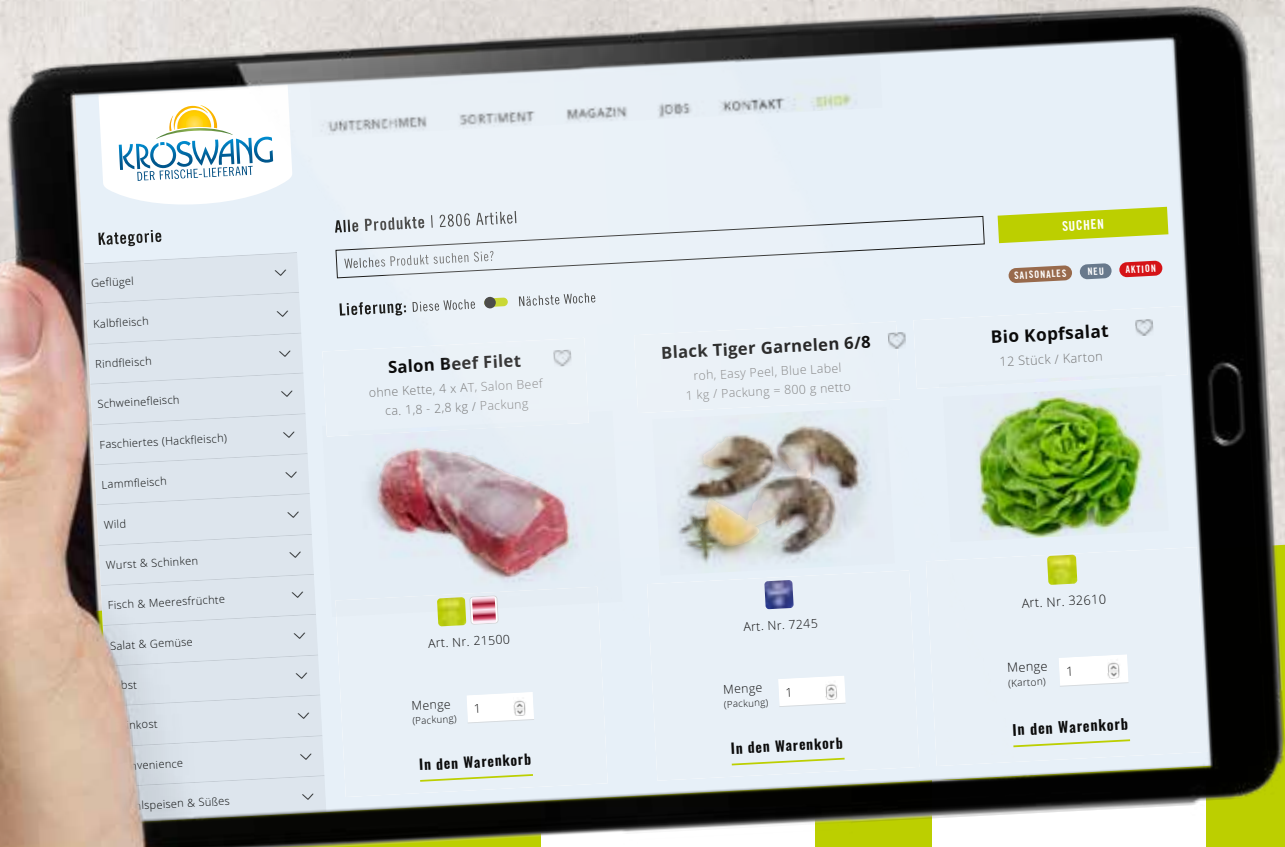 KRÖSWANG
DER FRISCHE-LIEFERANT
UNTERNEHMEN SORTIMENT MAGAZIN JOBS KONTAKT SHOP
Kategorie
Geflügel
Kalbfleisch
Rindfleisch
Schweinefleisch
Faschiertes (Hackfleisch)
Lammfleisch
Wild
Wurst & Schinken
Fisch & Meeresfrüchte
Salat & Gemüse
bst
nkost
venience
lspeisen & Süßes
Alle Produkte | 2806 Artikel
Welches Produkt suchen Sie?
SUCHEN
Lieferung: Diese Woche Nächste Woche
SAISONALES NEU AKTION
Salon Beef Filet
ohne Kette, 4 x AT, Salon Beef
ca. 1,8 - 2,8 kg / Packung
Art. Nr. 21500
Menge 1
(Packung)
In den Warenkorb
Black Tiger Garnelen 6/8
roh, Easy Peel, Blue Label
1 kg / Packung = 800 g netto
Art. Nr. 7245
Menge 1
(Packung)
In den Warenkorb
Bio Kopfsalat
12 Stück / Karton
Art. Nr. 32610
Menge 1
(Karton)
In den Warenkorb